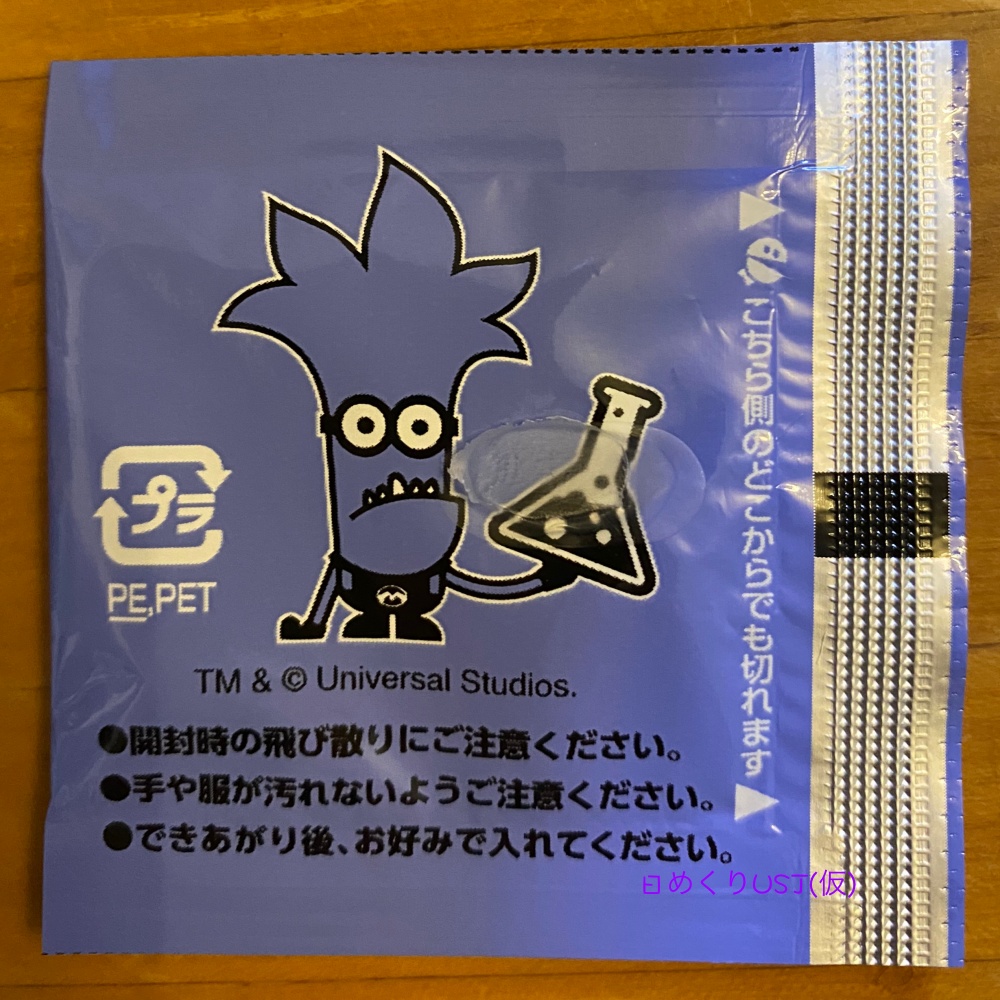 こちら側のどこからでも切れます
プラ
PE,PET
TM & © Universal Studios.
●開封時の飛び散りにご注意ください。
●手や服が汚れないようご注意ください。
●できあがり後、お好みで入れてください。
日めくりUSJ(仮)